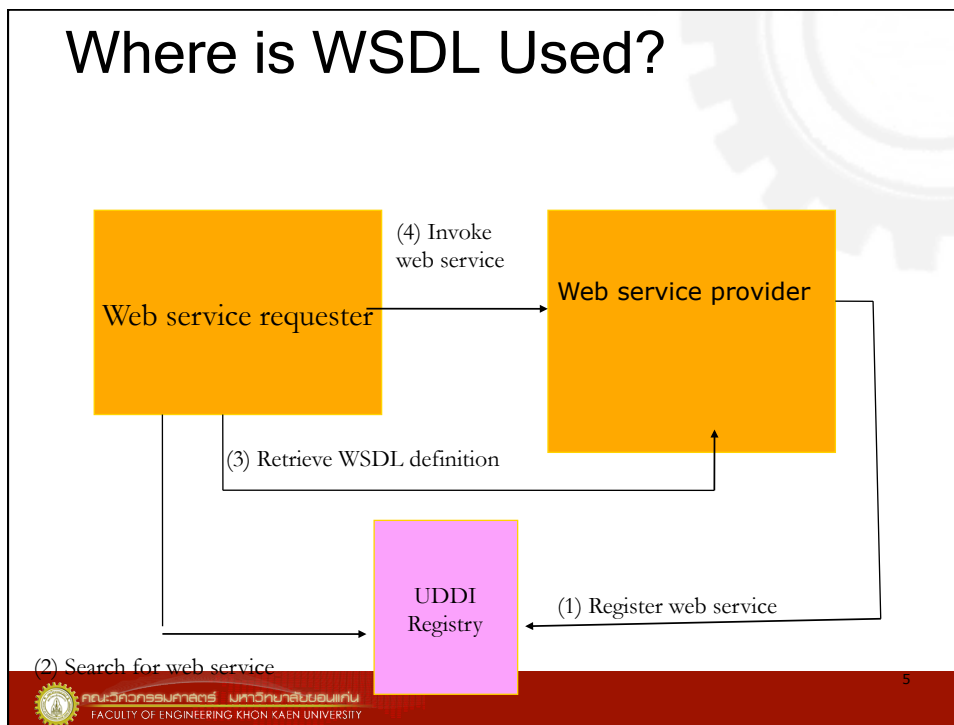 Where is WSDL Used?
(4) Invoke
web service
Web service requester
Web service provider
(3) Retrieve WSDL definition
UDDI
Registry
(1) Register web service
(2) Search for web service
5
คณะวิศวกรรมศาสตร์ มหาวิทยาลัยขอนแก่น
FACULTY OF ENGINEERING KHON KAEN UNIVERSITY